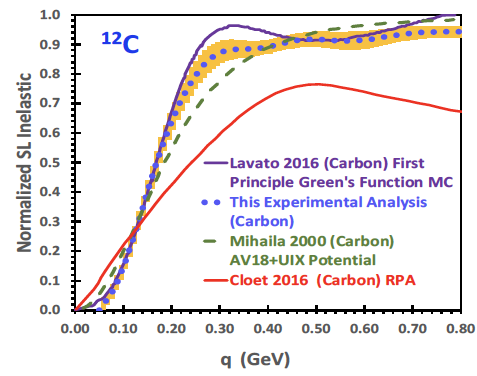 Normalized SL Inelastic
1.0
0.9
0.8
0.7
0.6
0.5
0.4
0.3
0.2
0.1
0.0
¹²C
Lavato 2016 (Carbon) First
Principle Green's Function MC
This Experimental Analysis
(Carbon)
Mihaila 2000 (Carbon)
AV18+UIX Potential
Cloet 2016 (Carbon) RPA
0.00 0.10 0.20 0.30 0.40 0.50 0.60 0.70 0.80
q (GeV)